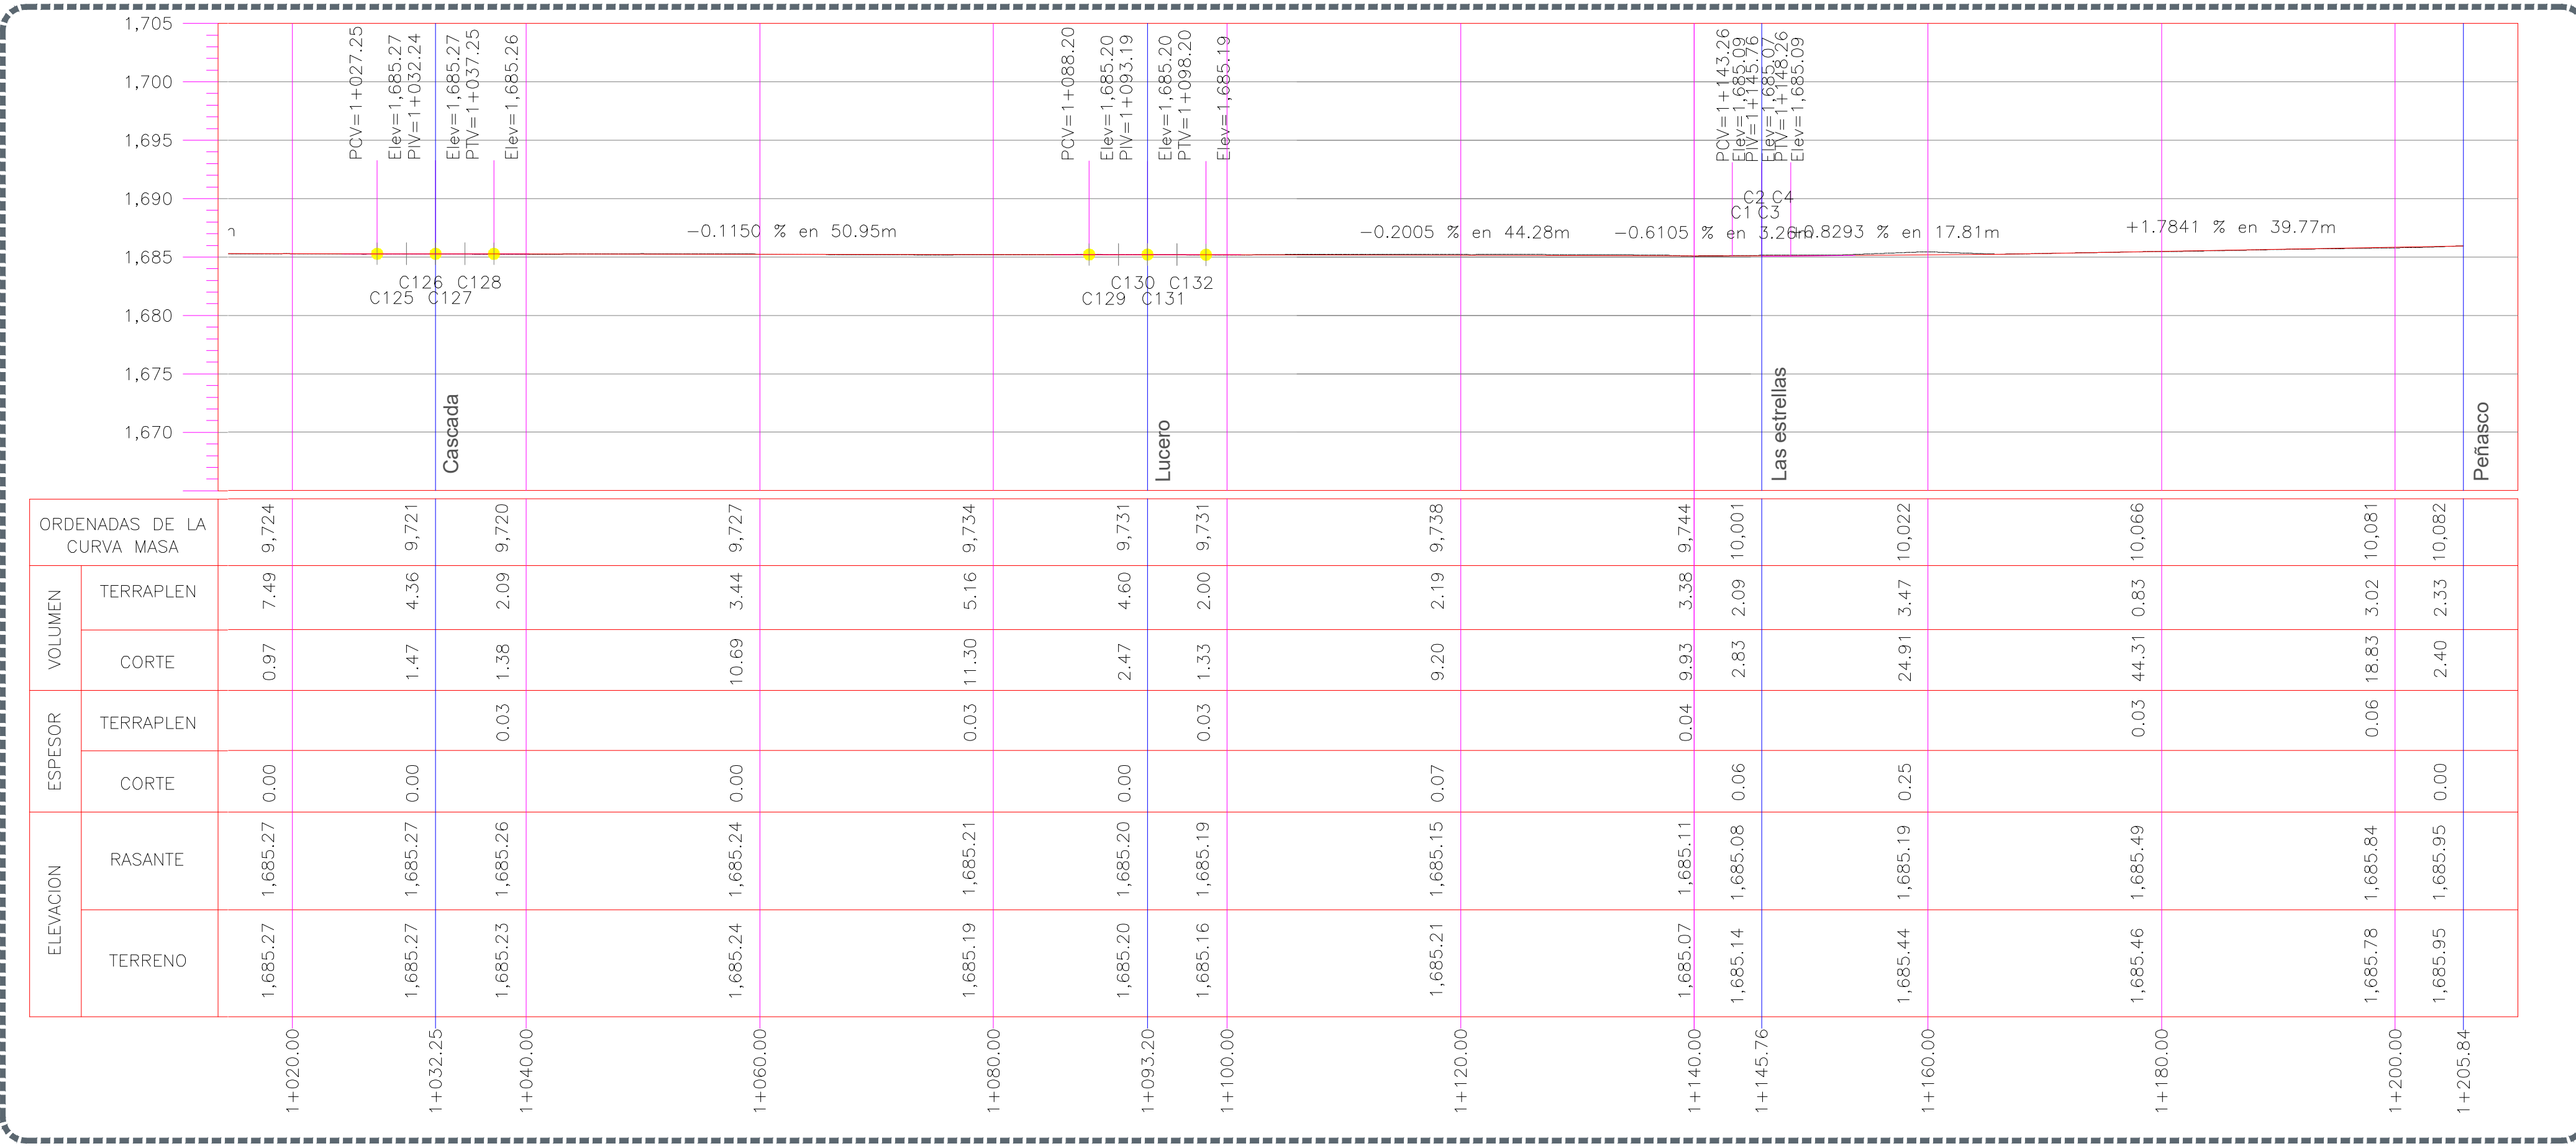 1,705
1,700
1,695
1,690
1,685
1,680
1,675
1,670
PCV=1+027.25
Elev=1,685.27
PIV=1+032.24
Elev=1,685.27
PTV=1+037.25
Elev=1,685.26
PCV=1+088.20
Elev=1,685.20
PIV=1+093.19
Elev=1,685.20
PTV=1+098.20
Elev=1,685.19
PCV=1+143.26
Elev=1,685.09
PIV=1+145.76
Elev=1,685.07
PTV=1+148.26
Elev=1,685.09
C2 C4
C1 C3
-0.1150 % en 50.95m
-0.2005 % en 44.28m
-0.6105 % en 3.26m
+0.8293 % en 17.81m
+1.7841 % en 39.77m
C126 C128
C125 C127
C130 C132
C129 C131
Cascada
Lucero
Las estrellas
Peñasco
ORDENADAS DE LA
CURVA MASA
9,724 9,721 9,720 9,727 9,734 9,731 9,731 9,738 9,744 10,001 10,022 10,066 10,081 10,082
VOLUMEN
TERRAPLEN
7.49 4.36 2.09 3.44 5.16 4.60 2.00 2.19 3.38 2.09 3.47 0.83 3.02 2.33
CORTE
0.97 1.47 1.38 10.69 11.30 2.47 1.33 9.20 9.93 2.83 24.91 44.31 18.83 2.40
ESPESOR
TERRAPLEN
0.03 0.03 0.03 0.04 0.03 0.06
CORTE
0.00 0.00 0.00 0.00 0.07 0.06 0.25 0.00
ELEVACION
RASANTE
1,685.27 1,685.27 1,685.26 1,685.24 1,685.21 1,685.20 1,685.19 1,685.15 1,685.11 1,685.08 1,685.19 1,685.49 1,685.84 1,685.95
TERRENO
1,685.27 1,685.27 1,685.23 1,685.24 1,685.19 1,685.20 1,685.16 1,685.21 1,685.07 1,685.14 1,685.44 1,685.46 1,685.78 1,685.95
1+020.00 1+032.25 1+040.00 1+060.00 1+080.00 1+093.20 1+100.00 1+120.00 1+140.00 1+145.76 1+160.00 1+180.00 1+200.00 1+205.84